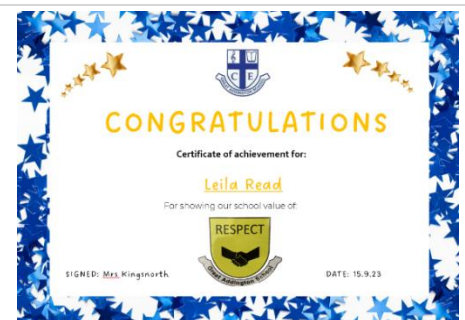 C E
CONGRATULATIONS
Certificate of achievement for:
Leila Read
For showing our school value of:
RESPECT
Great Addington School
SIGNED: Mrs Kingsnorth
DATE: 15.9.23